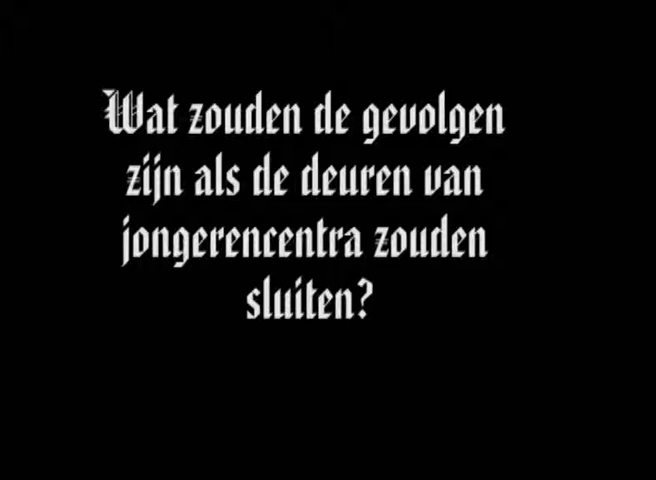 Wat zouden de gevolgen
zijn als de deuren van
jongerencentra zouden
sluiten?